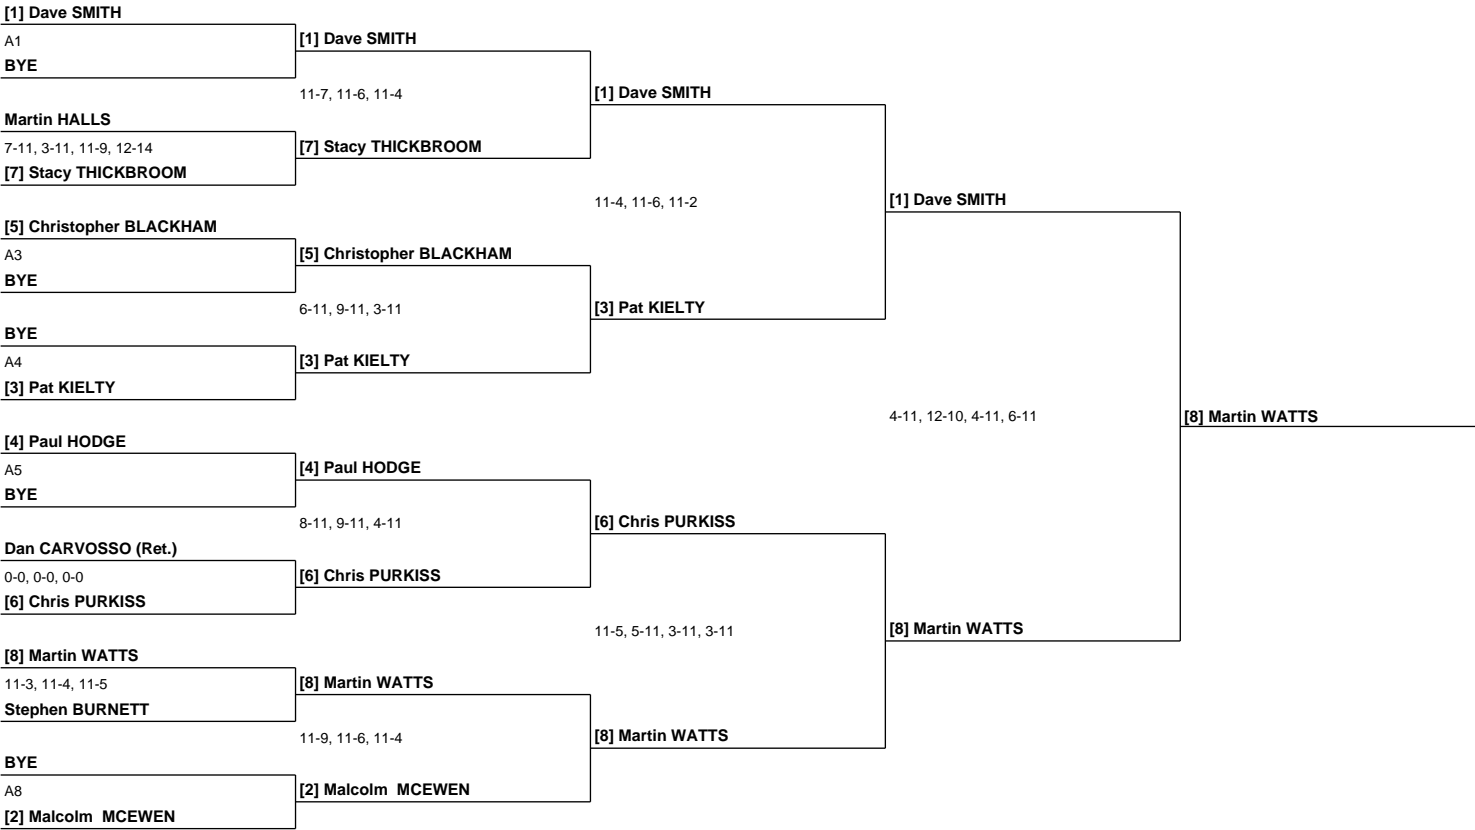 [1] Dave SMITH
A1
BYE
Martin HALLS
7-11, 3-11, 11-9, 12-14
[7] Stacy THICKBROOM
[5] Christopher BLACKHAM
A3
BYE
BYE
A4
[3] Pat KIELTY
[4] Paul HODGE
A5
BYE
Dan CARVOSSO (Ret.)
0-0, 0-0, 0-0
[6] Chris PURKISS
[8] Martin WATTS
11-3, 11-4, 11-5
Stephen BURNETT
BYE
A8
[2] Malcolm  MCEWEN
[1] Dave SMITH
11-7, 11-6, 11-4
[7] Stacy THICKBROOM
[5] Christopher BLACKHAM
6-11, 9-11, 3-11
[3] Pat KIELTY
[4] Paul HODGE
8-11, 9-11, 4-11
[6] Chris PURKISS
[8] Martin WATTS
11-9, 11-6, 11-4
[2] Malcolm  MCEWEN
[1] Dave SMITH
11-4, 11-6, 11-2
[3] Pat KIELTY
[6] Chris PURKISS
11-5, 5-11, 3-11, 3-11
[8] Martin WATTS
[1] Dave SMITH
4-11, 12-10, 4-11, 6-11
[8] Martin WATTS
[8] Martin WATTS